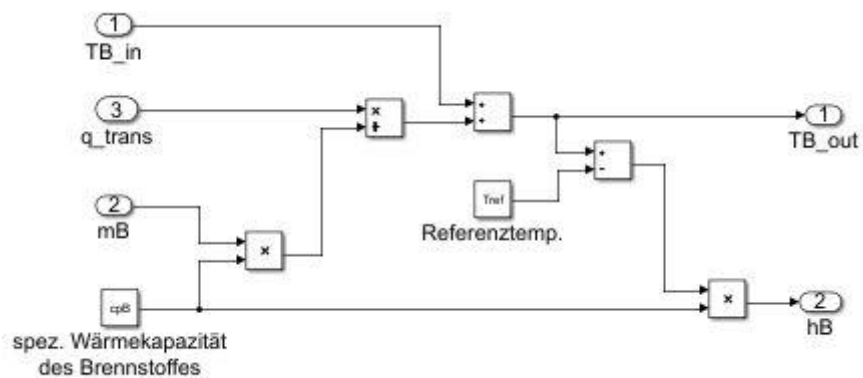 1
TB_in
3
q_trans
×
÷
+
+
1
TB_out
+
-
Tref
Referenztemp.
2
mB
×
cpB
spez. Wärmekapazität
des Brennstoffes
×
2
hB